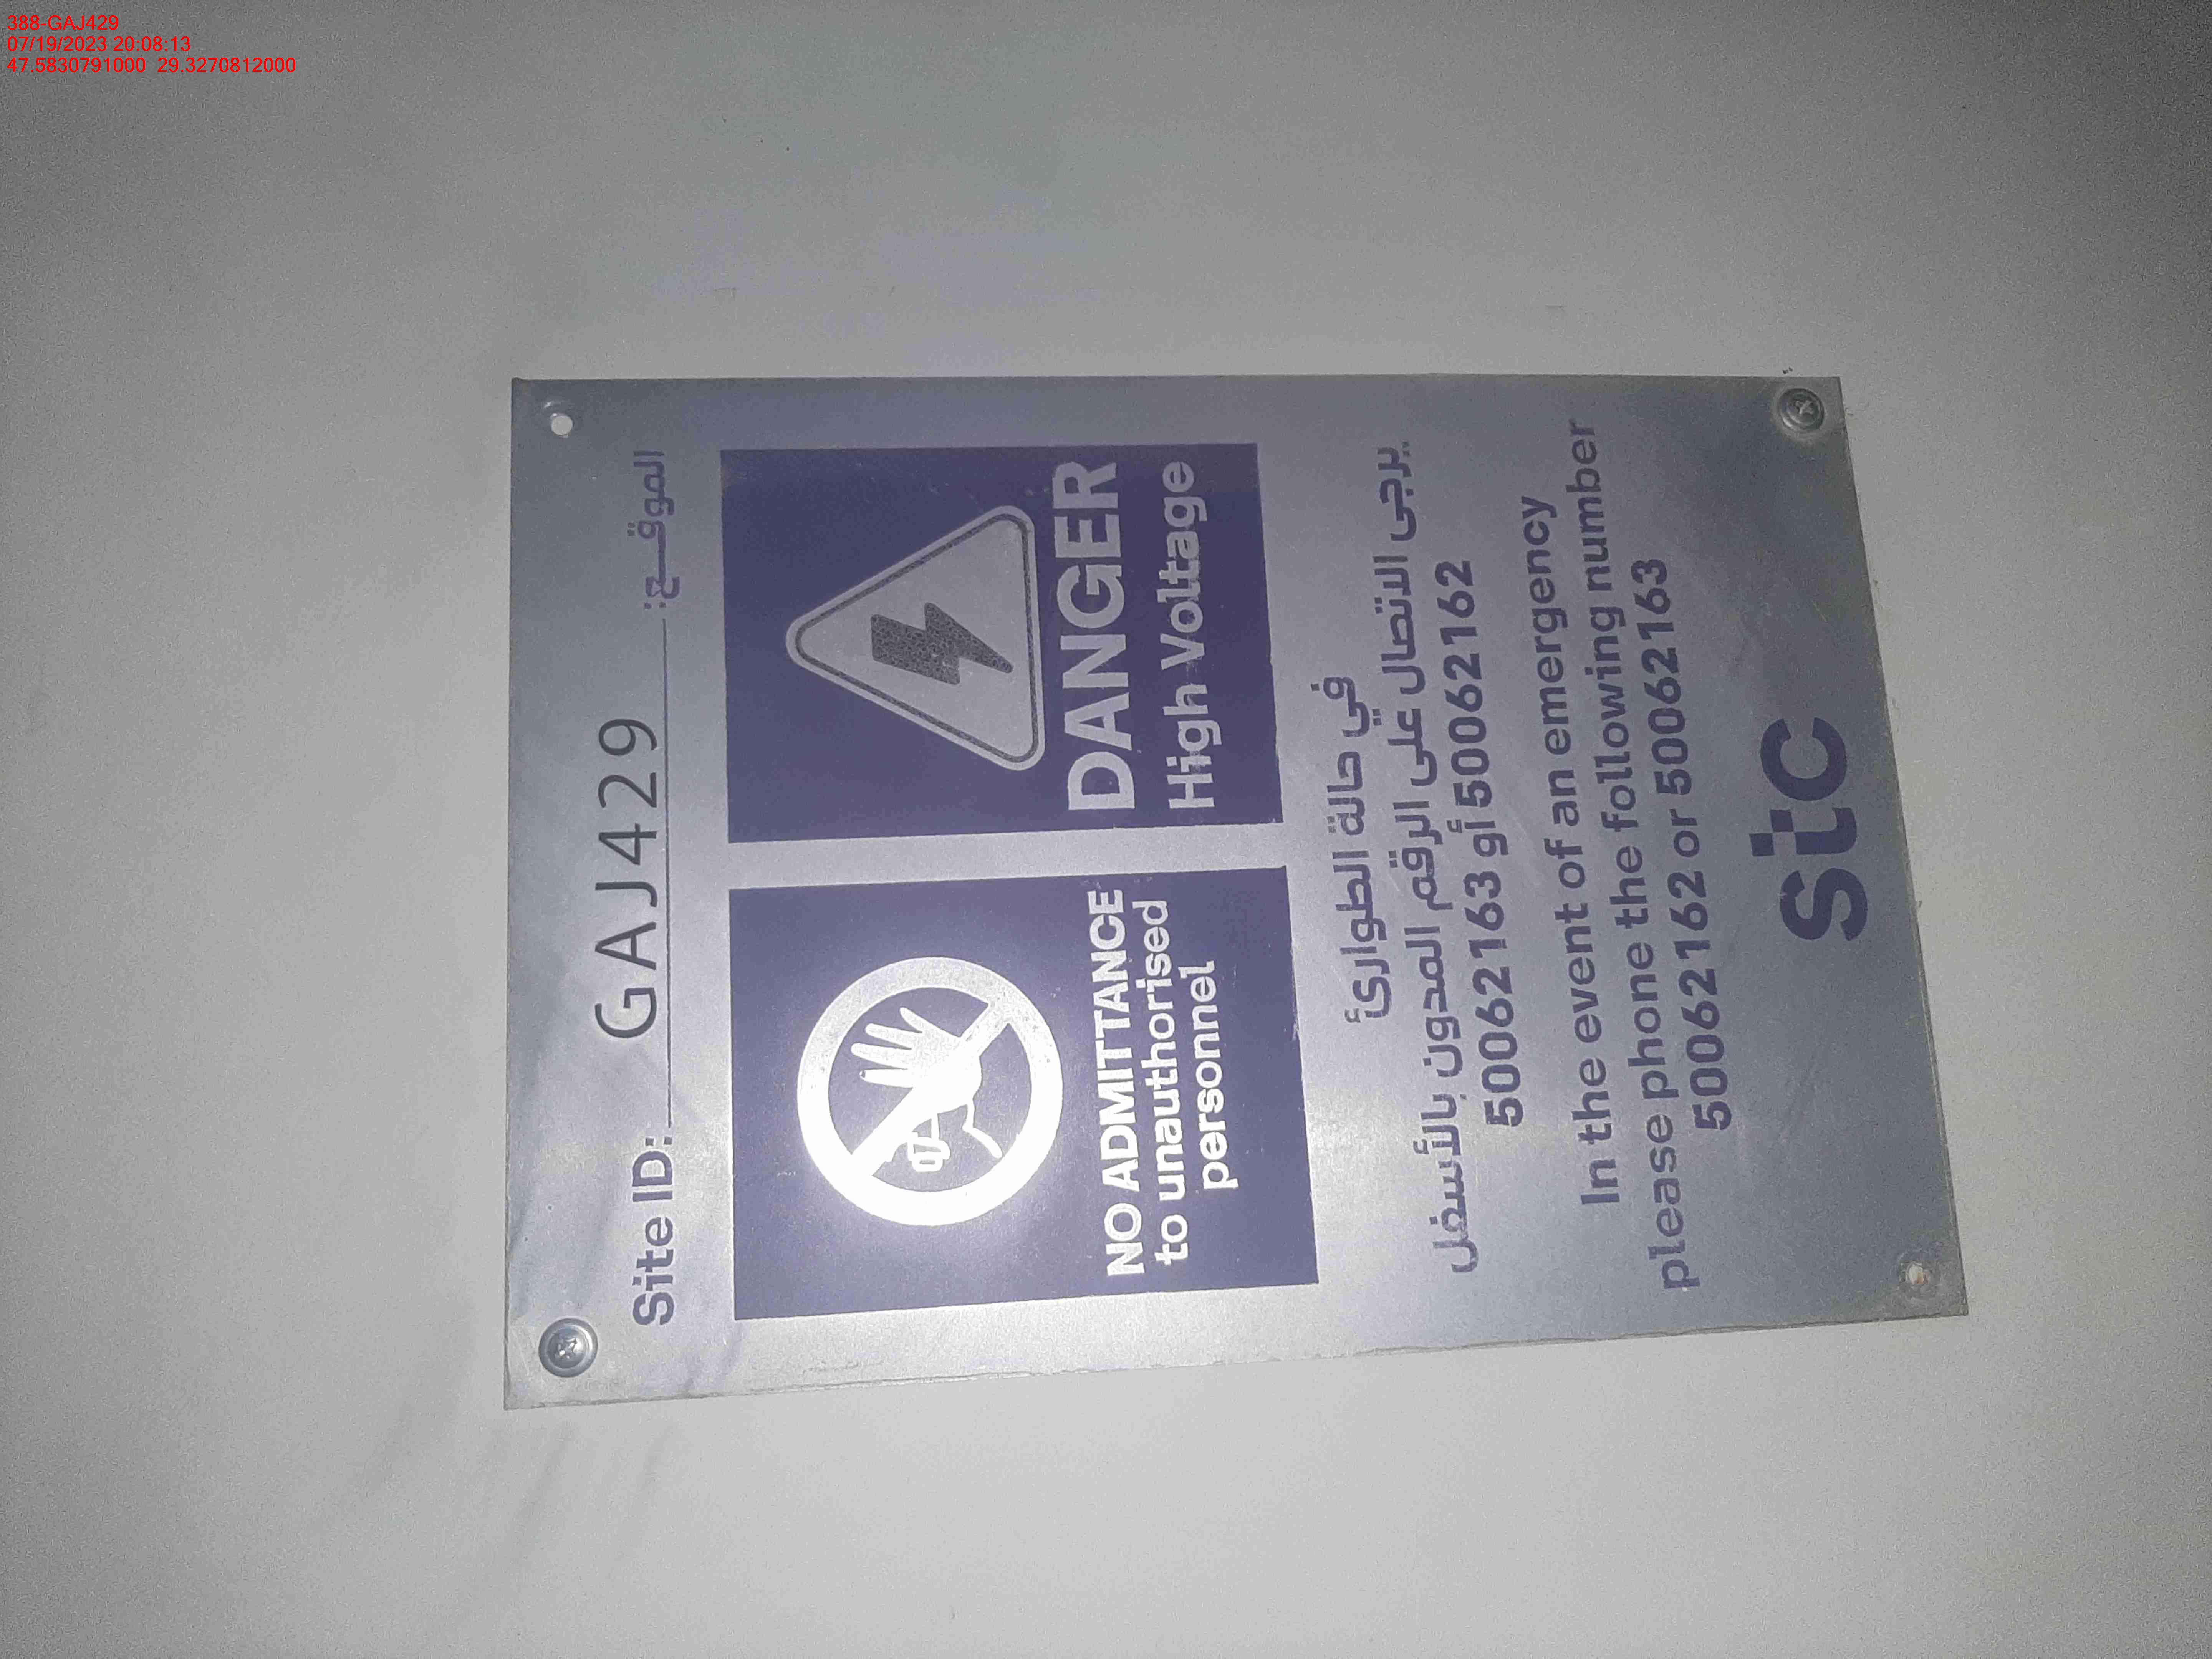 388-GAJ429
07/19/2023 20:08:13
47.5830791000 29.3270812000
Site ID: GAJ429 الموقـــع:
NO ADMITTANCE
to unauthorised
personnel
DANGER
High Voltage
في حالة الطوارئ
يرجى الاتصال على الرقم المدون بالأسفل
50062163 أو 50062162
In the event of an emergency
please phone the following number
50062162 or 50062163
stc